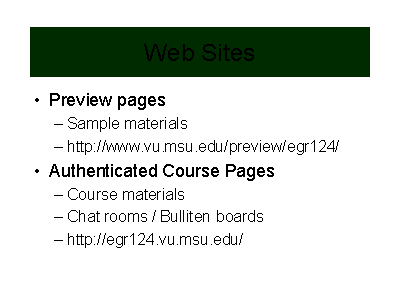 Web Sites
• Preview pages
– Sample materials
– http://www.vu.msu.edu/preview/egr124/
• Authenticated Course Pages
– Course materials
– Chat rooms / Bulliten boards
– http://egr124.vu.msu.edu/